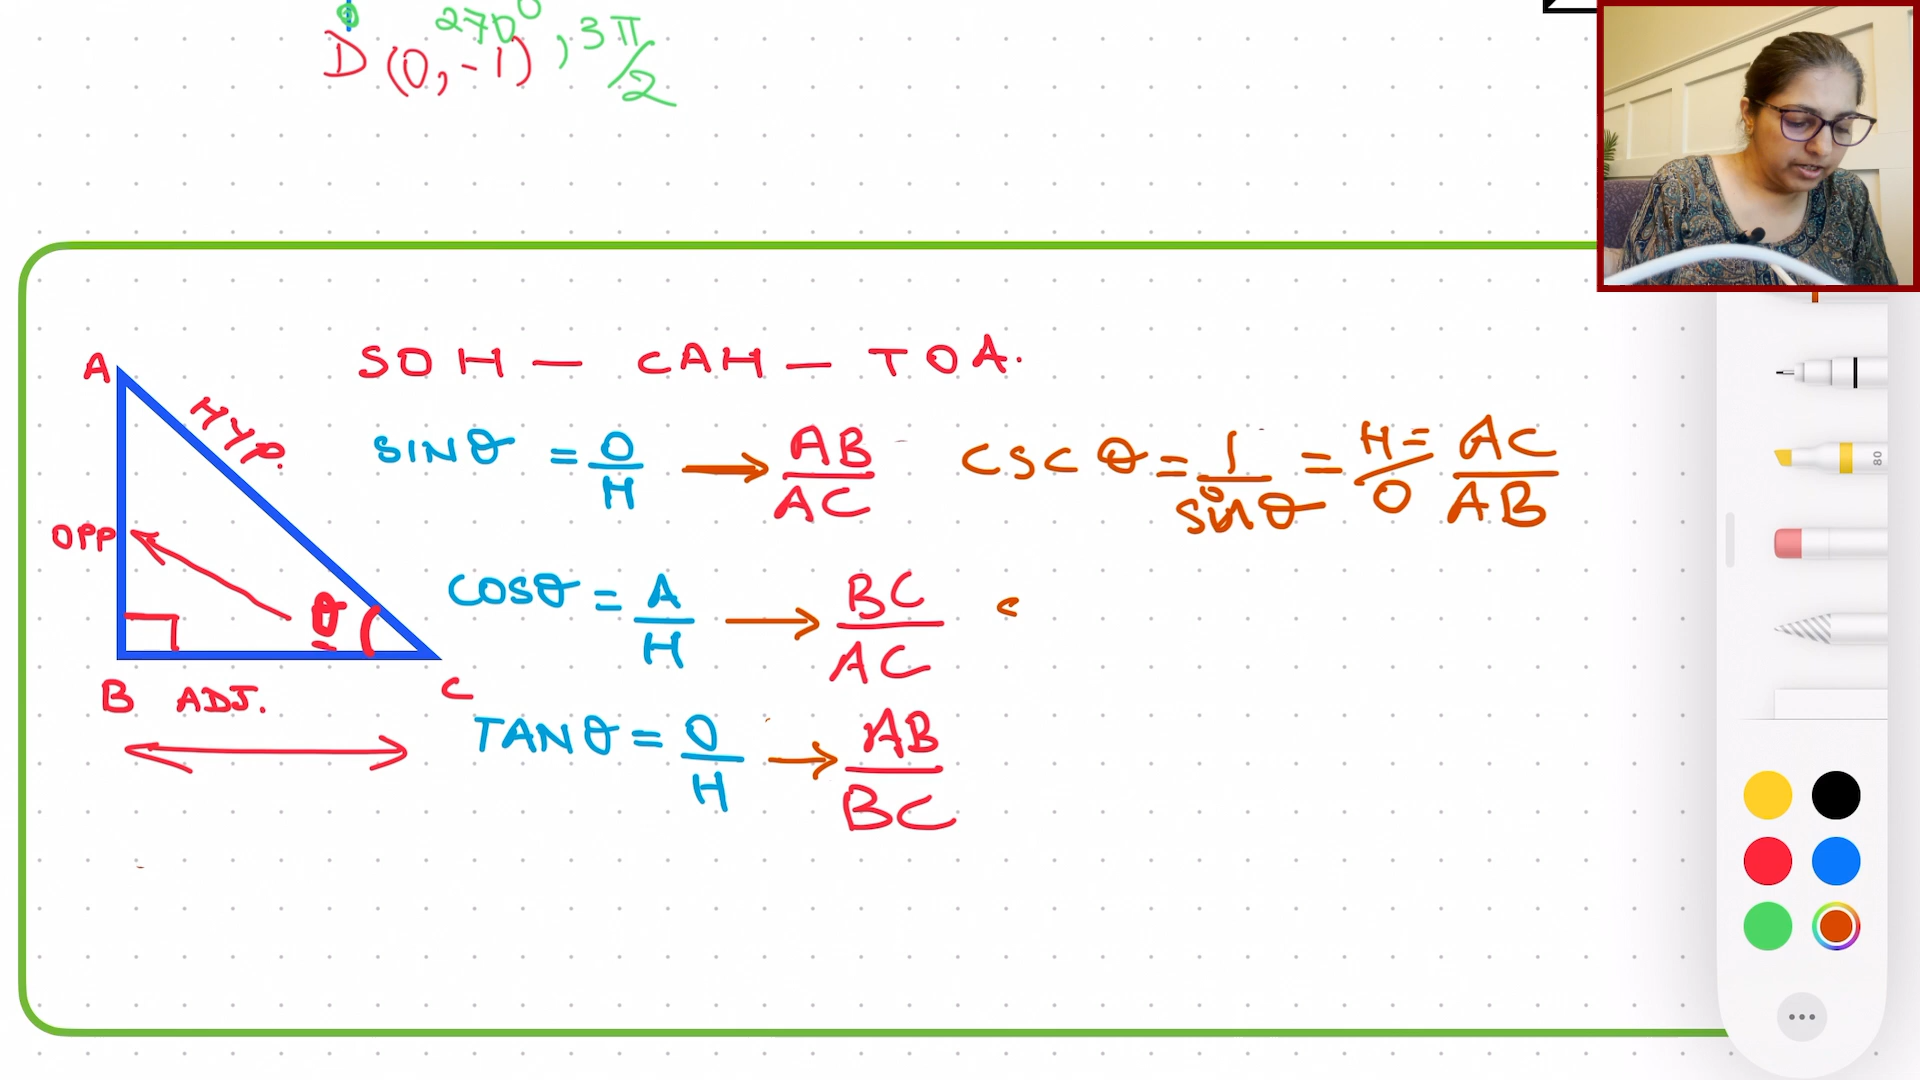 270°
D (0,-1) , 3π/2
SOH – CAH – TOA.
A
HYP.
SINθ = O/H → AB/AC
CSC θ = 1/sinθ = H/O = AC/AB
OPP
θ
COSθ = A/H → BC/AC
B ADJ. C
TANθ = O/H → AB/BC
80